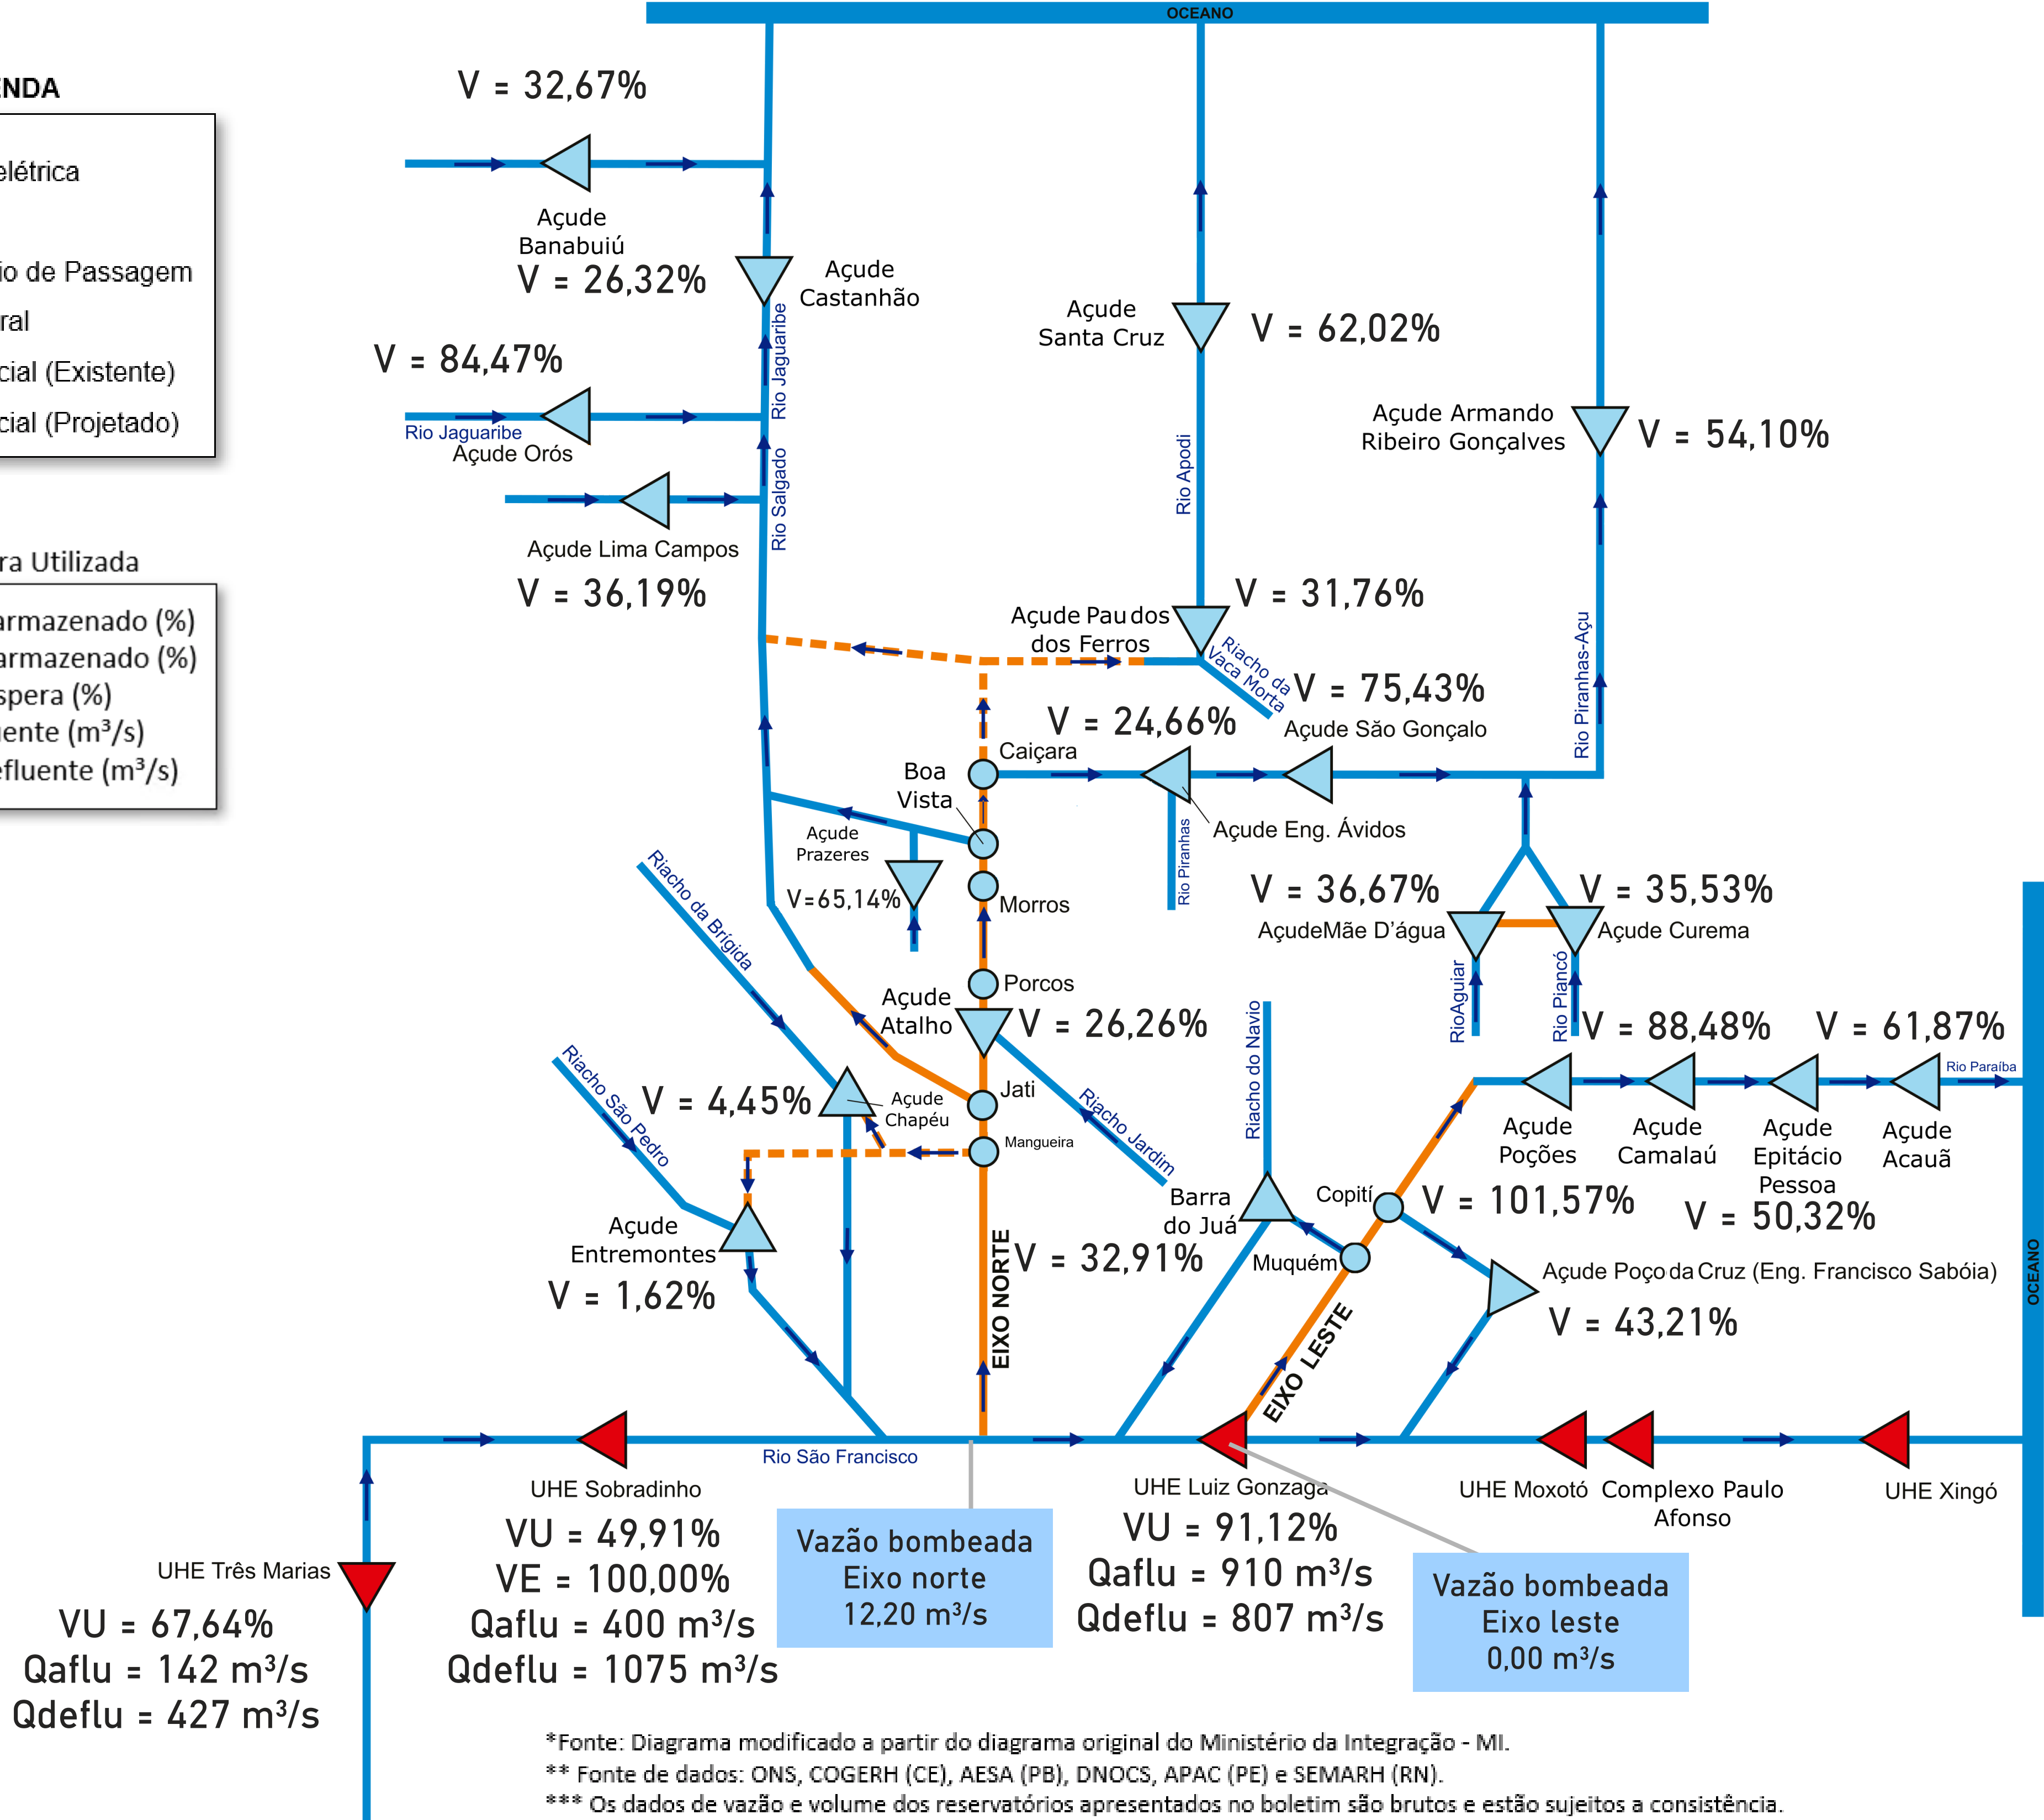 OCEANO
ENDA
elétrica
io de Passagem
ral
cial (Existente)
cial (Projetado)
ra Utilizada
armazenado (%)
armazenado (%)
spera (%)
uente (m³/s)
efluente (m³/s)
V = 32,67%
Açude
Banabuiú
V = 26,32%
Açude
Castanhão
Rio Jaguaribe
V = 84,47%
Rio Jaguaribe
Açude Orós
Rio Salgado
Açude Lima Campos
V = 36,19%
Açude
Santa Cruz
V = 62,02%
Rio Apodi
Açude Armando
Ribeiro Gonçalves
V = 54,10%
Rio Piranhas-Açu
Açude Pau dos
dos Ferros
V = 31,76%
Riacho da
Vaca Morta
V = 75,43%
Açude São Gonçalo
V = 24,66%
Caiçara
Boa
Vista
Açude Eng. Ávidos
Rio Piranhas
Açude
Prazeres
V=65,14%
Morros
V = 36,67%
AçudeMãe D'água
V = 35,53%
Açude Curema
RioAguiar
Rio Piancó
Riacho da Brígida
Porcos
Açude
Atalho
V = 26,26%
Riacho São Pedro
V = 4,45%
Açude
Chapéu
Jati
Mangueira
Riacho Jardim
Riacho do Navio
V = 88,48%
V = 61,87%
Rio Paraíba
Açude
Poções
Açude
Camalaú
Açude
Epitácio
Pessoa
Açude
Acauã
V = 101,57%
V = 50,32%
Barra
do Juá
Copití
Muquém
Açude
Entremontes
V = 1,62%
EIXO NORTE
V = 32,91%
EIXO LESTE
Açude Poço da Cruz (Eng. Francisco Sabóia)
V = 43,21%
OCEANO
Rio São Francisco
UHE Sobradinho
VU = 49,91%
VE = 100,00%
Qaflu = 400 m³/s
Qdeflu = 1075 m³/s
Vazão bombeada
Eixo norte
12,20 m³/s
UHE Luiz Gonzaga
VU = 91,12%
Qaflu = 910 m³/s
Qdeflu = 807 m³/s
Vazão bombeada
Eixo leste
0,00 m³/s
UHE Moxotó
Complexo Paulo
Afonso
UHE Xingó
UHE Três Marias
VU = 67,64%
Qaflu = 142 m³/s
Qdeflu = 427 m³/s
*Fonte: Diagrama modificado a partir do diagrama original do Ministério da Integração - MI.
** Fonte de dados: ONS, COGERH (CE), AESA (PB), DNOCS, APAC (PE) e SEMARH (RN).
*** Os dados de vazão e volume dos reservatórios apresentados no boletim são brutos e estão sujeitos a consistência.